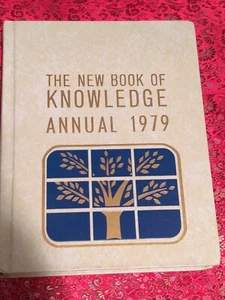 THE NEW BOOK OF
KNOWLEDGE
ANNUAL 1979